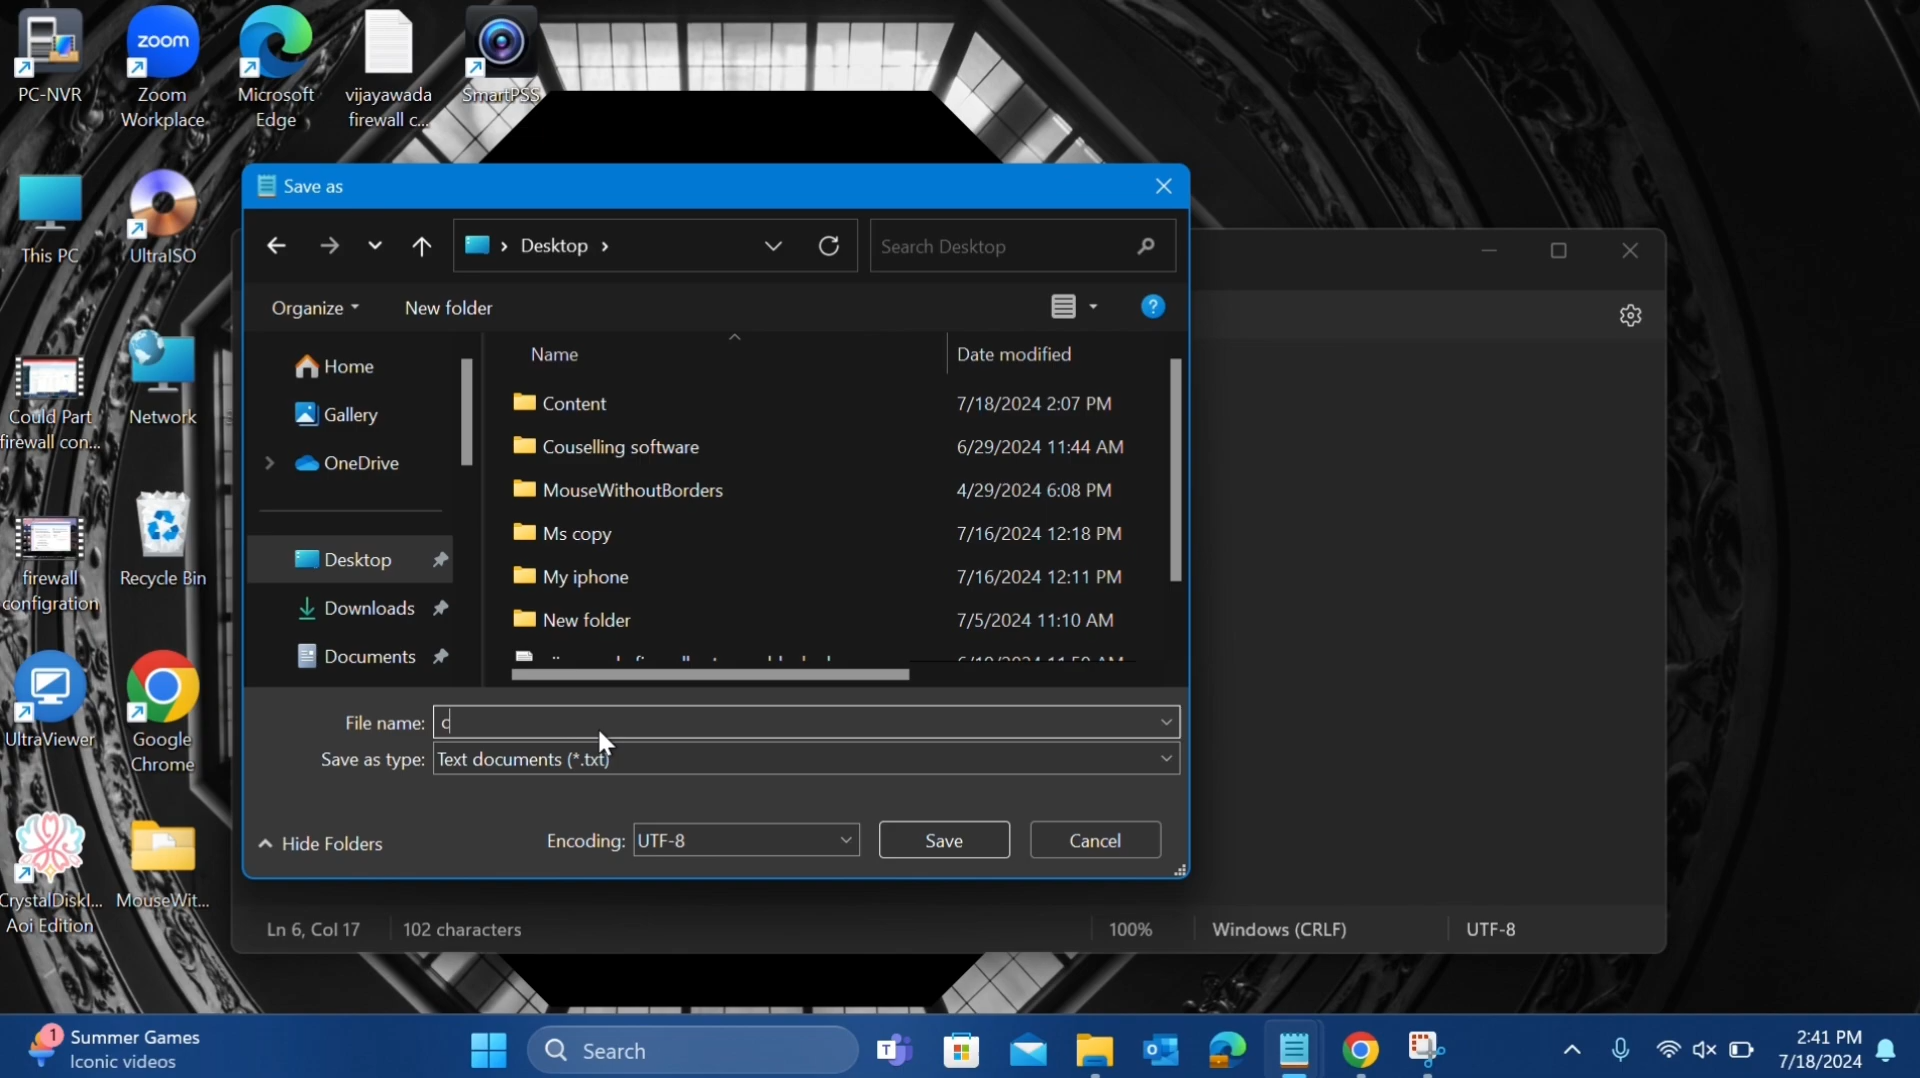 PC-NVR
zoom
Zoom
Workplace
Microsoft
Edge
vijayawada
firewall c...
SmartPSS
This PC
UltraISO
Could Part
firewall con...
Network
firewall
configration
Recycle Bin
UltraViewer
Google
Chrome
CrystalDiskI...
Aoi Edition
MouseWit...
Save as
Desktop
Search Desktop
Organize
New folder
Home
Gallery
OneDrive
Desktop
Downloads
Documents
Name
Date modified
Content 7/18/2024 2:07 PM
Couselling software 6/29/2024 11:44 AM
MouseWithoutBorders 4/29/2024 6:08 PM
Ms copy 7/16/2024 12:18 PM
My iphone 7/16/2024 12:11 PM
New folder 7/5/2024 11:10 AM
File name: c
Save as type: Text documents (*.txt)
Hide Folders
Encoding: UTF-8
Save
Cancel
Ln 6, Col 17
102 characters
100%
Windows (CRLF)
UTF-8
1
Summer Games
Iconic videos
Search
2:41 PM
7/18/2024